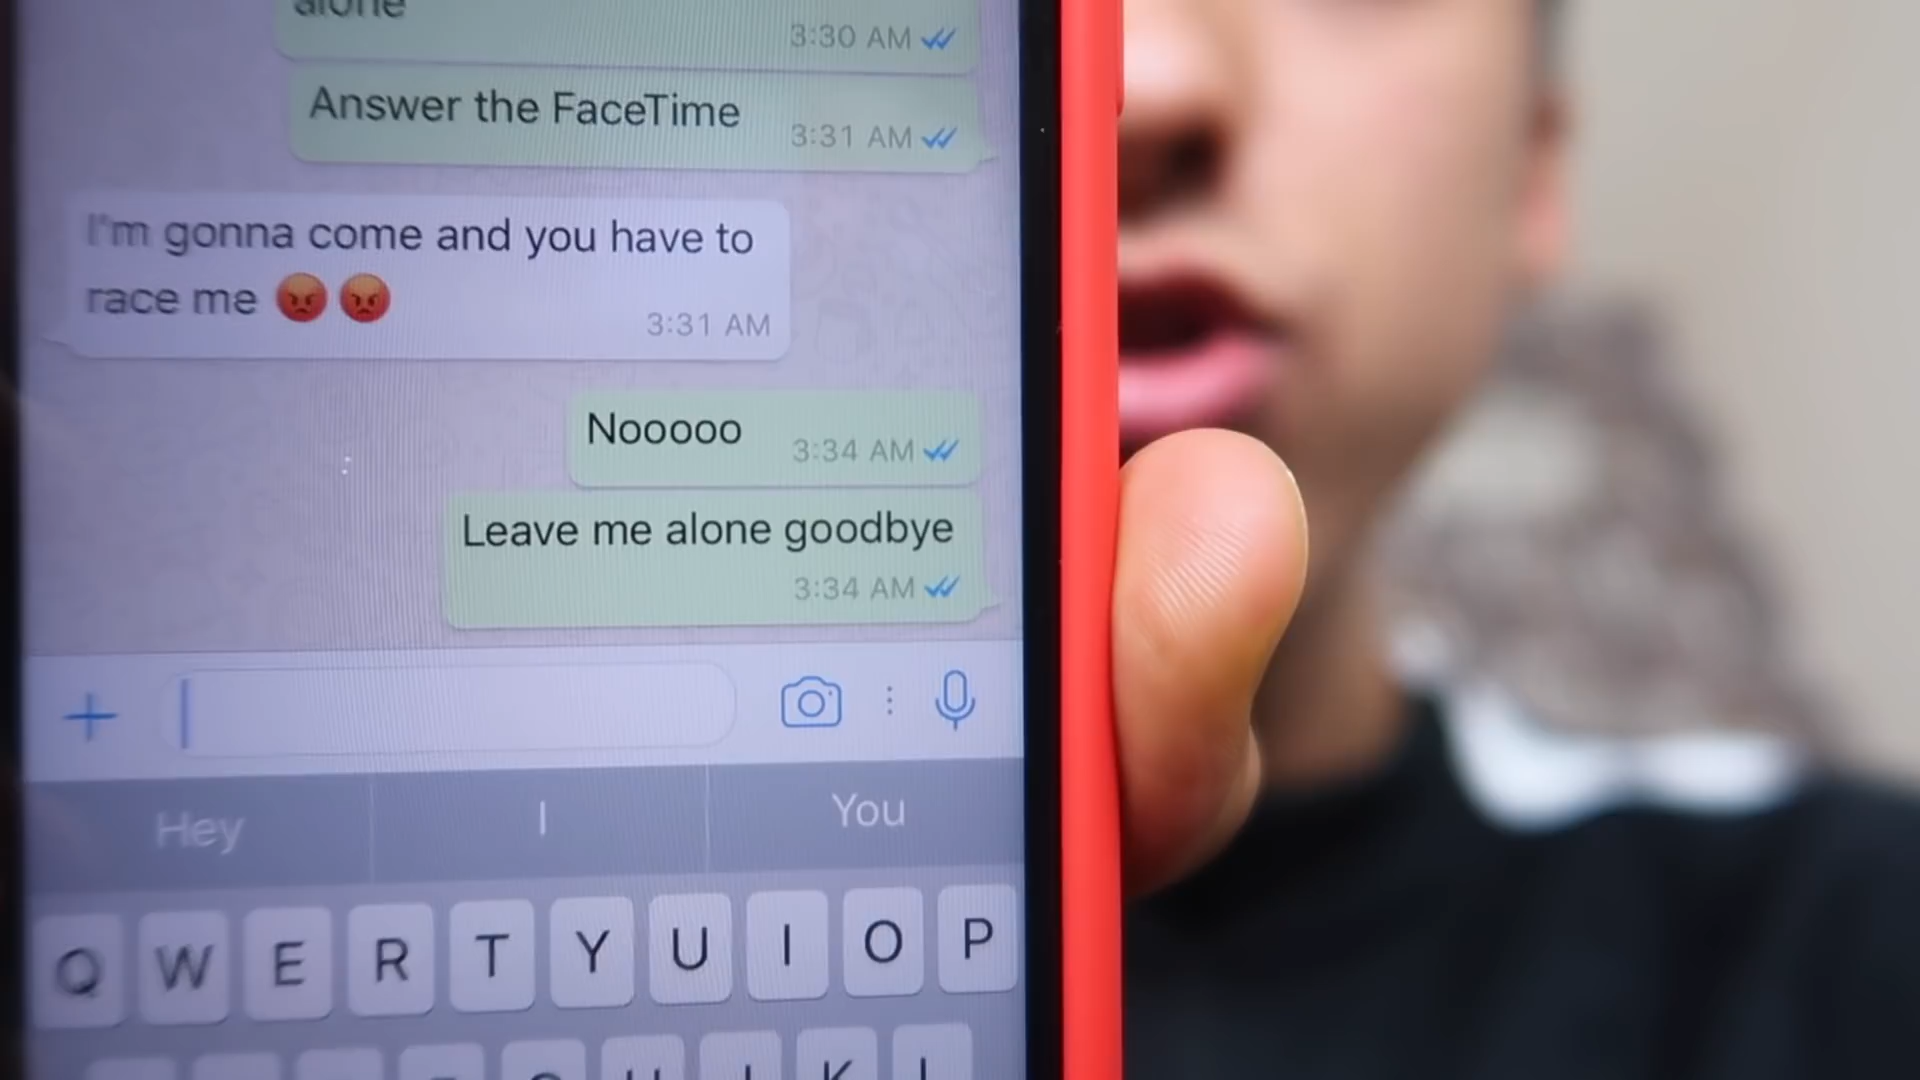 alone
3:30 AM
Answer the FaceTime
3:31 AM
I'm gonna come and you have to
race me 😡😡
3:31 AM
Nooooo
3:34 AM
Leave me alone goodbye
3:34 AM
Hey I You
Q W E R T Y U I O P